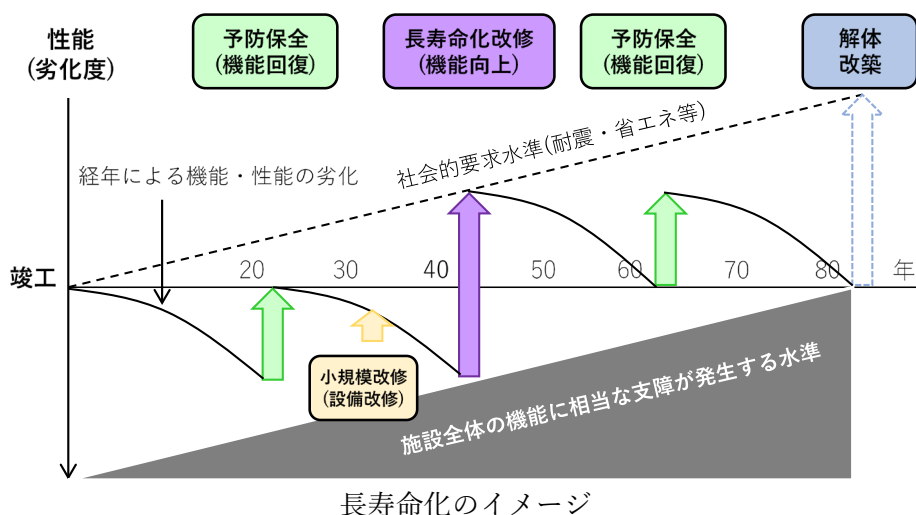 性能
(劣化度)
予防保全
(機能回復)
長寿命化改修
(機能向上)
予防保全
(機能回復)
解体
改築
社会的要求水準(耐震・省エネ等)
経年による機能・性能の劣化
竣工
20
30
40
50
60
70
80
年
小規模改修
(設備改修)
施設全体の機能に相当な支障が発生する水準
長寿命化のイメージ